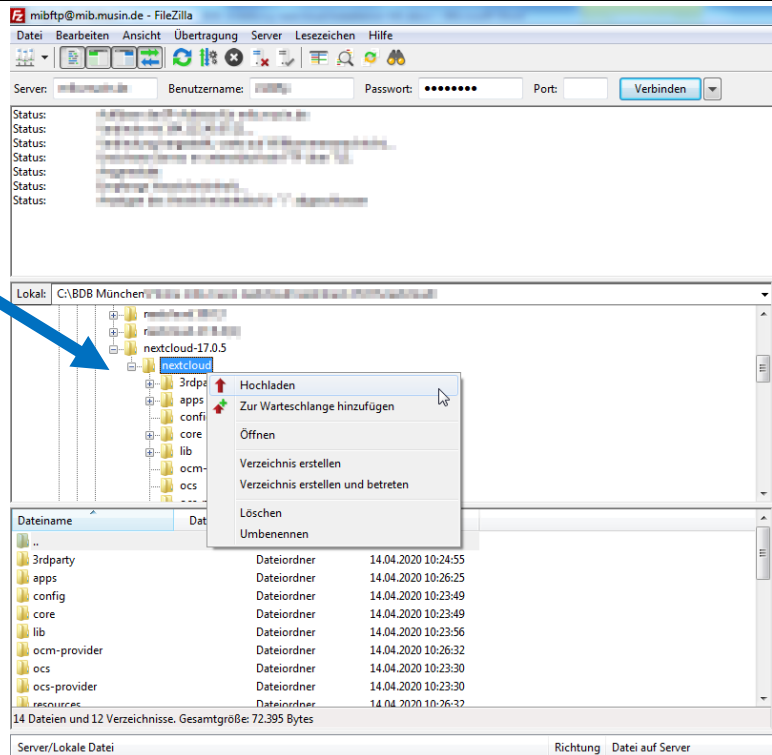 mibftp@mib.musin.de - FileZilla
Datei Bearbeiten Ansicht Übertragung Server Lesezeichen Hilfe
Server: Benutzername: Passwort: ●●●●●●●● Port: Verbinden
Status:
Status:
Status:
Status:
Status:
Status:
Status:
Lokal: C:\BDB München
nextcloud-17.0.5
nextcloud
3rdpa
apps
confi
core
lib
ocm-
ocs
Hochladen
Zur Warteschlange hinzufügen
Öffnen
Verzeichnis erstellen
Verzeichnis erstellen und betreten
Löschen
Umbenennen
Dateiname Dat
..
3rdparty Dateiordner 14.04.2020 10:24:55
apps Dateiordner 14.04.2020 10:26:25
config Dateiordner 14.04.2020 10:23:49
core Dateiordner 14.04.2020 10:23:49
lib Dateiordner 14.04.2020 10:23:56
ocm-provider Dateiordner 14.04.2020 10:26:32
ocs Dateiordner 14.04.2020 10:23:30
ocs-provider Dateiordner 14.04.2020 10:23:30
resources Dateiordner 14.04.2020 10:26:32
14 Dateien und 12 Verzeichnisse. Gesamtgröße: 72.395 Bytes
Server/Lokale Datei Richtung Datei auf Server